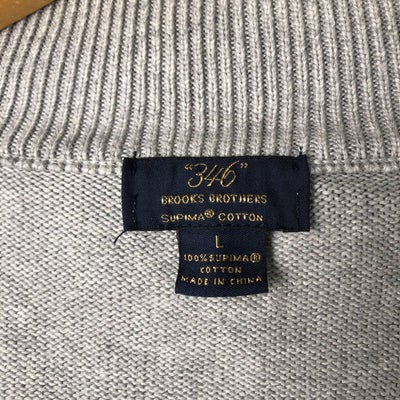 "346"
BROOKS BROTHERS
SUPIMA® COTTON
L
100% SUPIMA®
COTTON
MADE IN CHINA